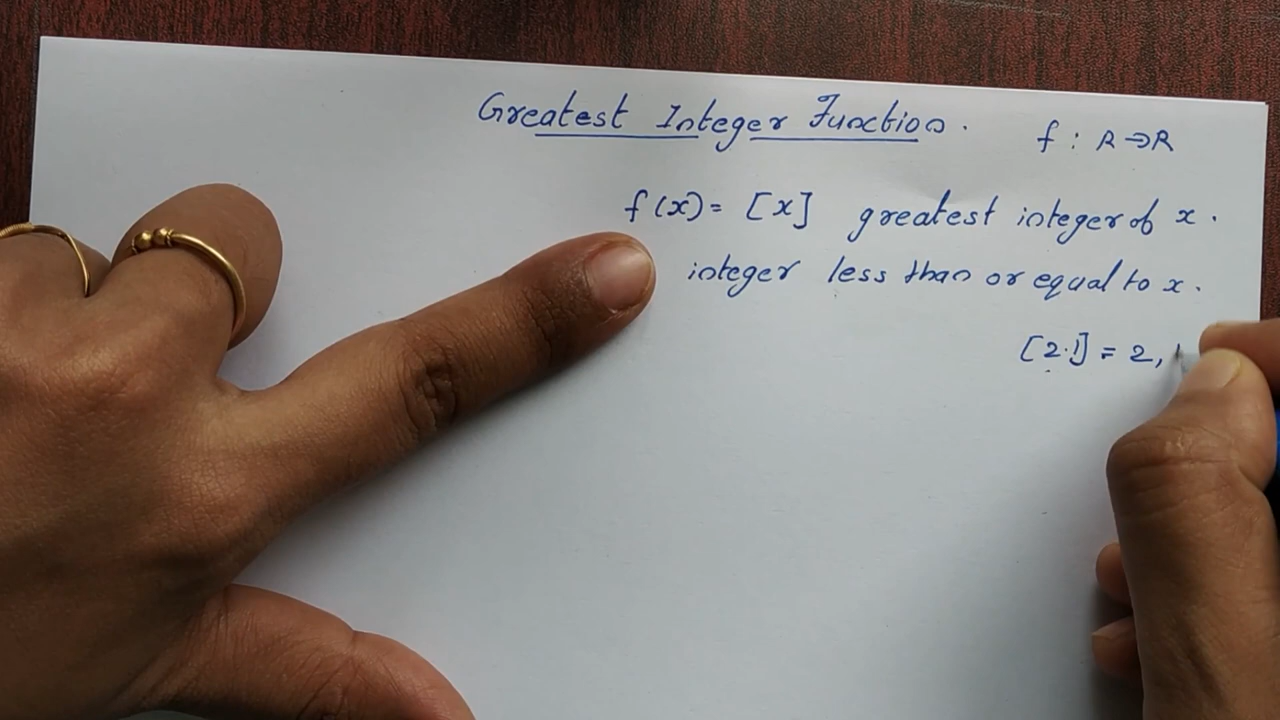 Greatest Integer Function.
f : R → R
f(x) = [x] greatest integer of x.
integer less than or equal to x.
[2.1] = 2,